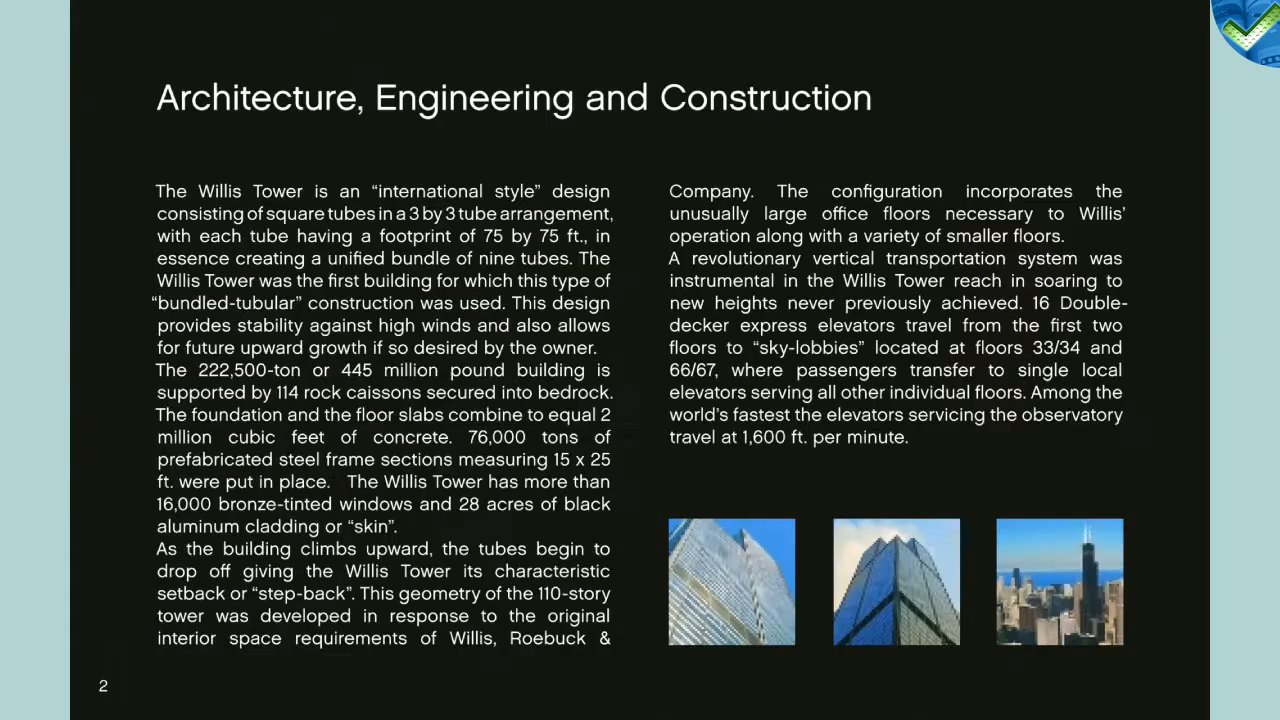 Architecture, Engineering and Construction
The Willis Tower is an “international style” design
consisting of square tubes in a 3 by 3 tube arrangement,
with each tube having a footprint of 75 by 75 ft., in
essence creating a unified bundle of nine tubes. The
Willis Tower was the first building for which this type of
“bundled-tubular” construction was used. This design
provides stability against high winds and also allows
for future upward growth if so desired by the owner.
The 222,500-ton or 445 million pound building is
supported by 114 rock caissons secured into bedrock.
The foundation and the floor slabs combine to equal 2
million cubic feet of concrete. 76,000 tons of
prefabricated steel frame sections measuring 15 x 25
ft. were put in place. The Willis Tower has more than
16,000 bronze-tinted windows and 28 acres of black
aluminum cladding or “skin”.
As the building climbs upward, the tubes begin to
drop off giving the Willis Tower its characteristic
setback or “step-back”. This geometry of the 110-story
tower was developed in response to the original
interior space requirements of Willis, Roebuck &
Company. The configuration incorporates the
unusually large office floors necessary to Willis’
operation along with a variety of smaller floors.
A revolutionary vertical transportation system was
instrumental in the Willis Tower reach in soaring to
new heights never previously achieved. 16 Double-
decker express elevators travel from the first two
floors to “sky-lobbies” located at floors 33/34 and
66/67, where passengers transfer to single local
elevators serving all other individual floors. Among the
world’s fastest the elevators servicing the observatory
travel at 1,600 ft. per minute.
2